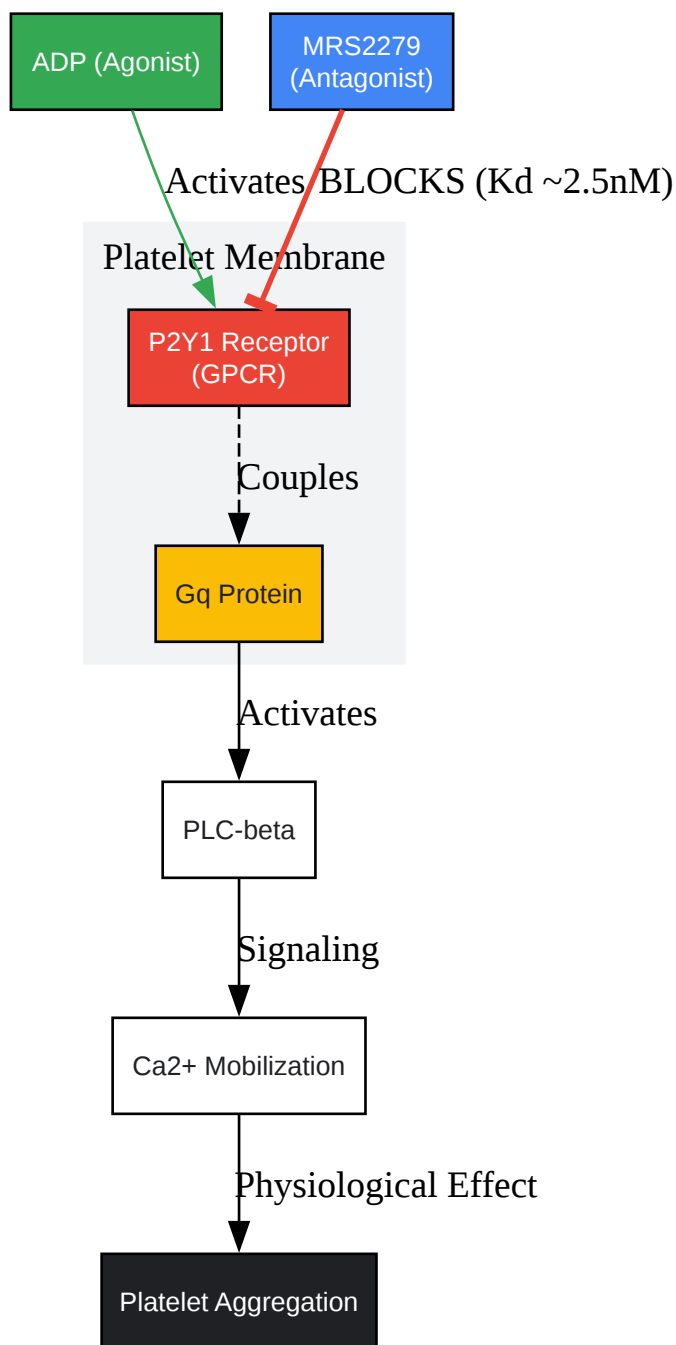 ADP (Agonist)
MRS2279
(Antagonist)
Activates
BLOCKS (Kd ~2.5nM)
Platelet Membrane
P2Y1 Receptor
(GPCR)
Couples
Gq Protein
Activates
PLC-beta
Signaling
Ca2+ Mobilization
Physiological Effect
Platelet Aggregation